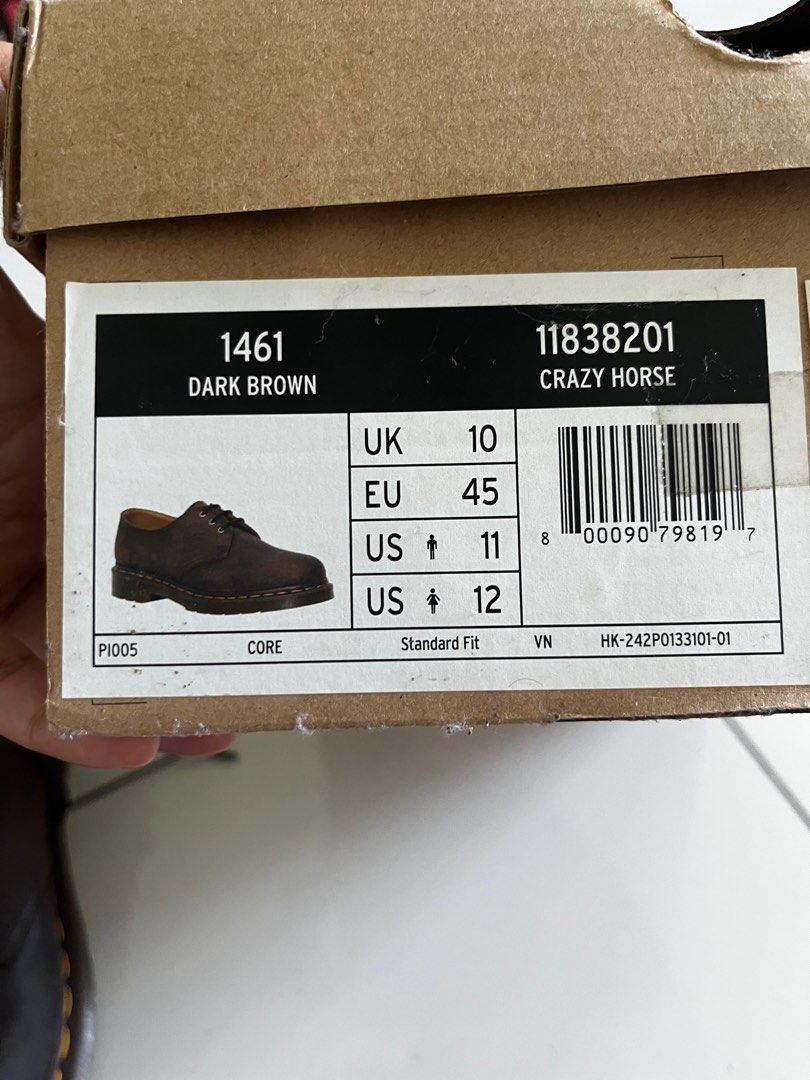 1461
DARK BROWN
11838201
CRAZY HORSE
UK 10
EU 45
US 11
US 12
8 00090 79819 7
PI005 CORE Standard Fit VN HK-242P0133101-01